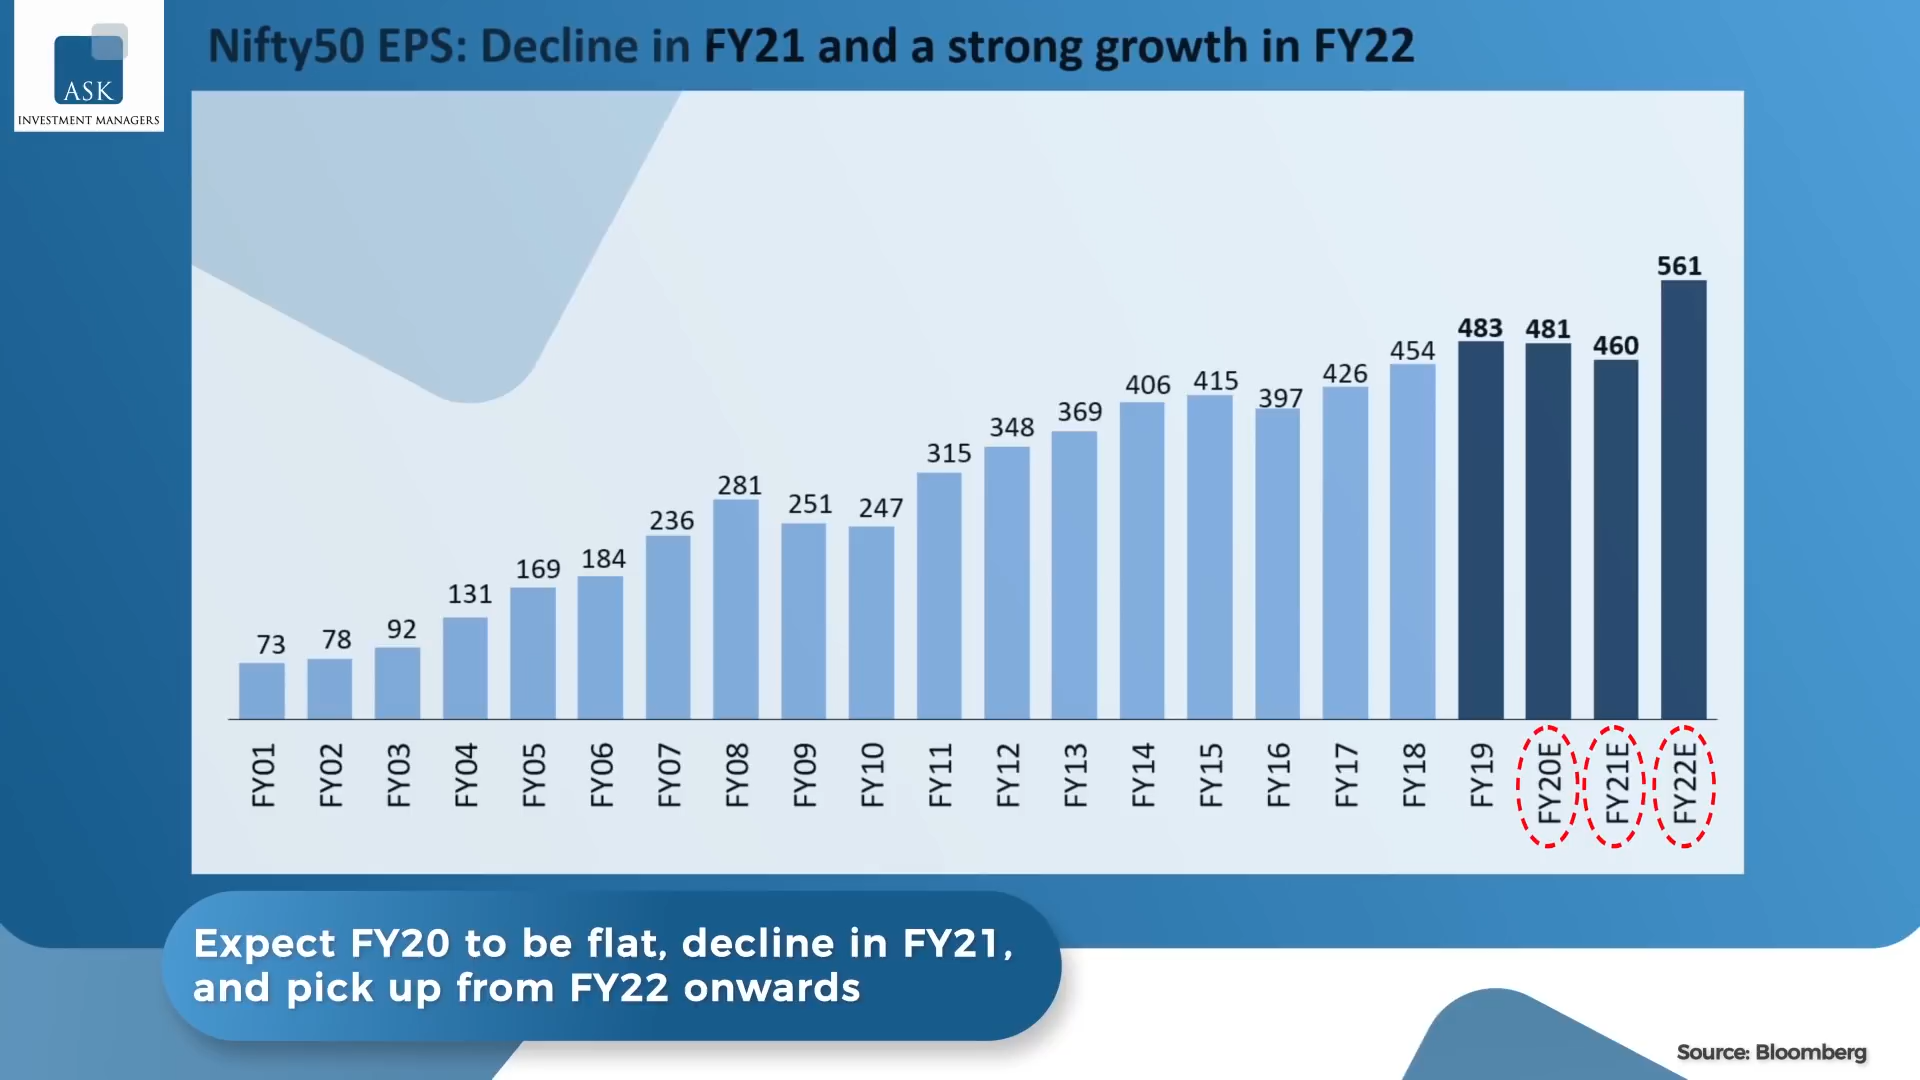 ASK
INVESTMENT MANAGERS
Nifty50 EPS: Decline in FY21 and a strong growth in FY22
73
78
92
131
169
184
236
281
251
247
315
348
369
406
415
397
426
454
483
481
460
561
FY01
FY02
FY03
FY04
FY05
FY06
FY07
FY08
FY09
FY10
FY11
FY12
FY13
FY14
FY15
FY16
FY17
FY18
FY19
FY20E
FY21E
FY22E
Expect FY20 to be flat, decline in FY21,
and pick up from FY22 onwards
Source: Bloomberg